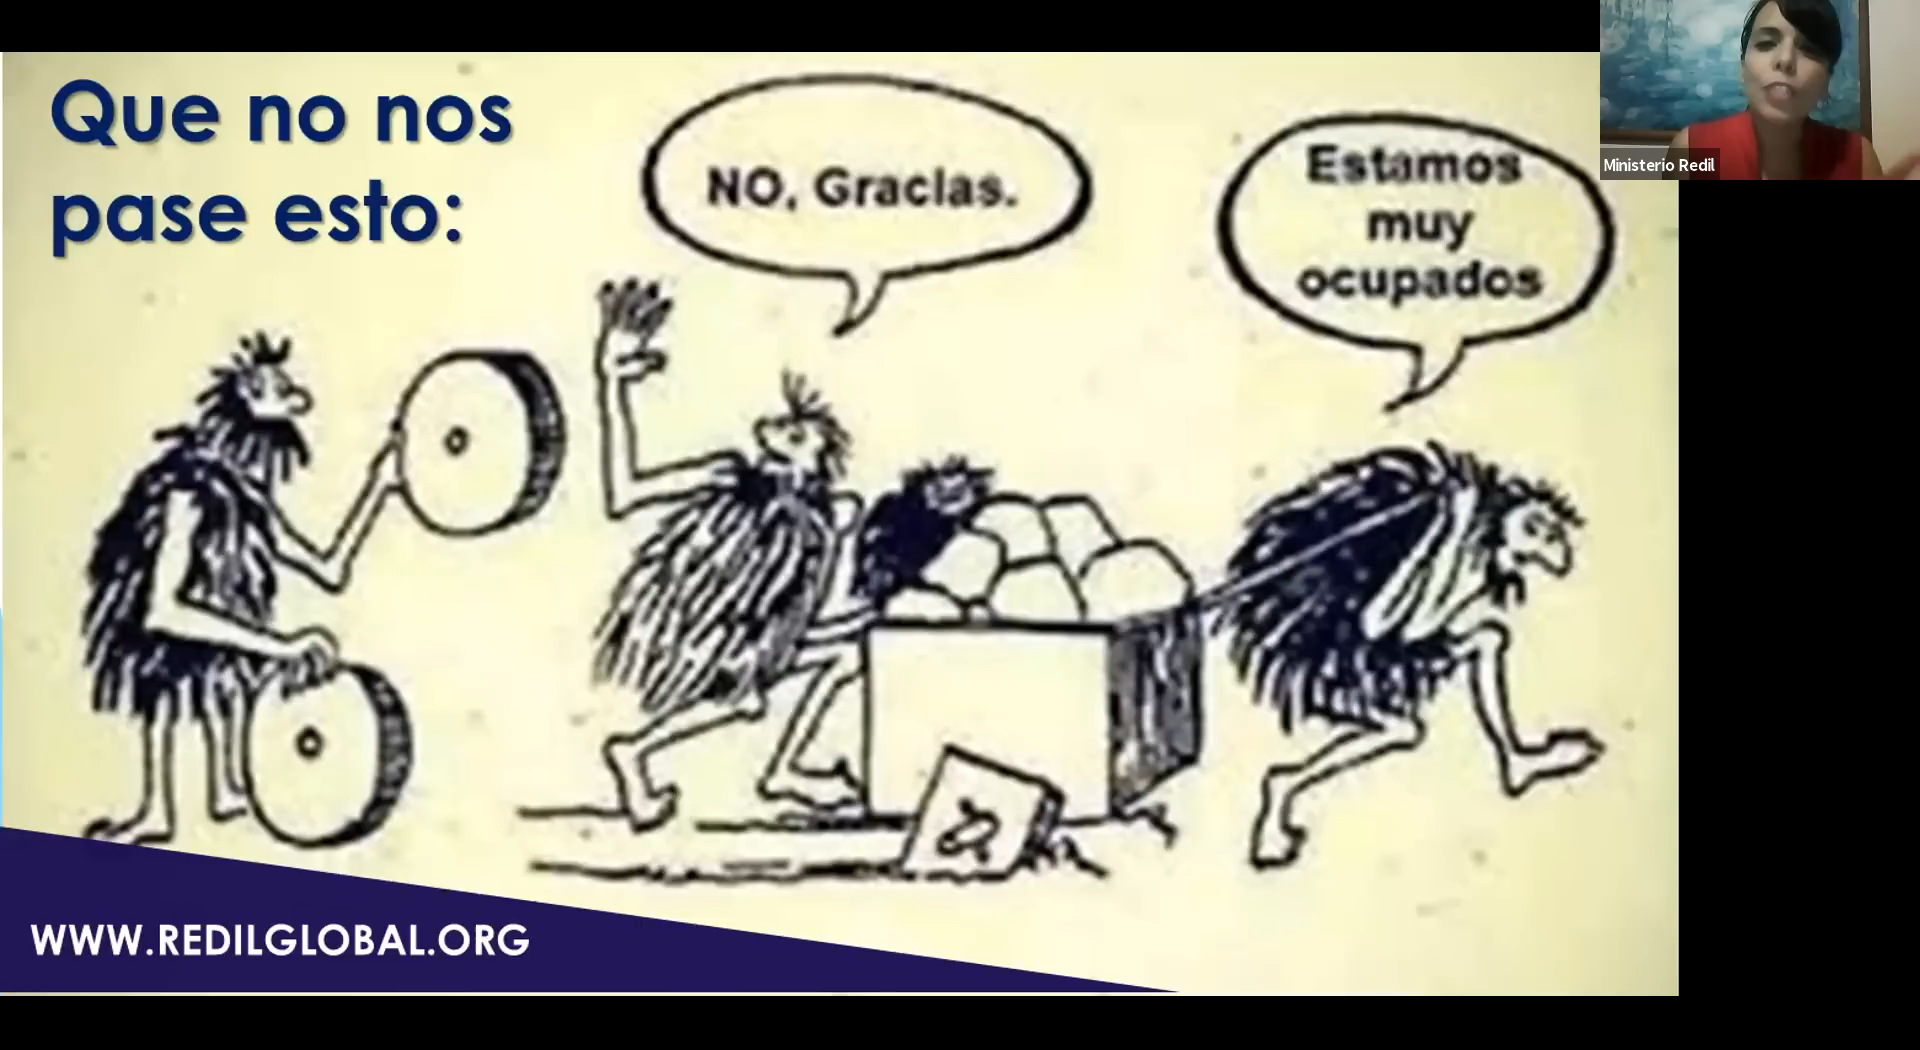 Que no nos
pase esto:
NO, Gracias.
Estamos
muy
ocupados
Ministerio Redil
WWW.REDILGLOBAL.ORG